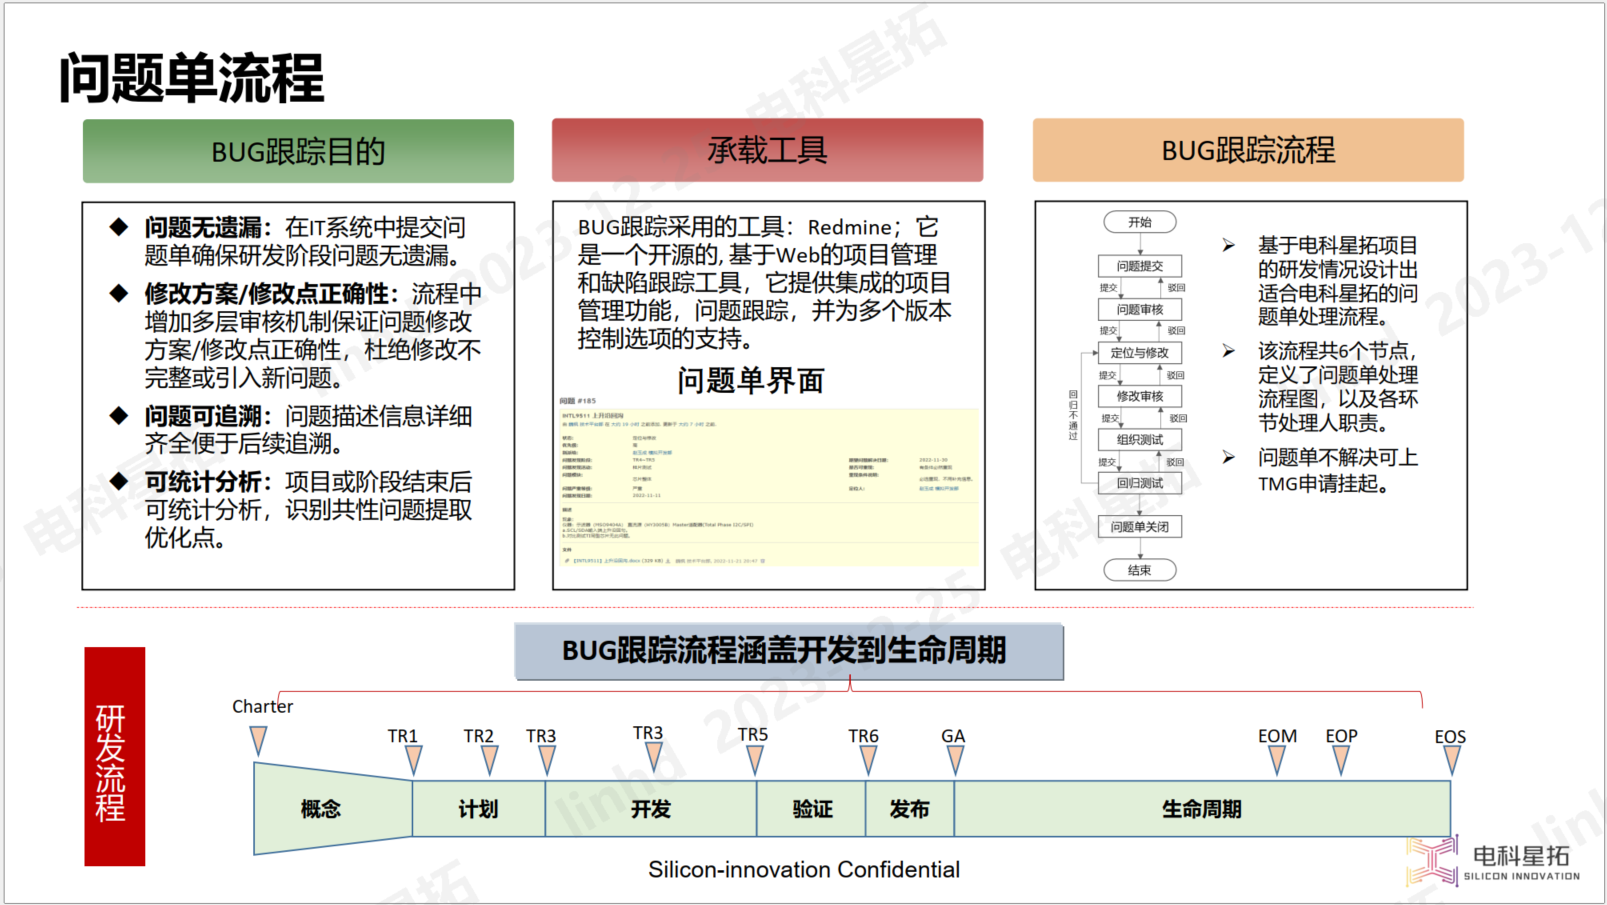 问题单流程
BUG跟踪目的
◆ 问题无遗漏：在IT系统中提交问
题单确保研发阶段问题无遗漏。
◆ 修改方案/修改点正确性：流程中
增加多层审核机制保证问题修改
方案/修改点正确性，杜绝修改不
完整或引入新问题。
◆ 问题可追溯：问题描述信息详细
齐全便于后续追溯。
◆ 可统计分析：项目或阶段结束后
可统计分析，识别共性问题提取
优化点。
承载工具
BUG跟踪采用的工具：Redmine；它
是一个开源的,基于Web的项目管理
和缺陷跟踪工具，它提供集成的项目
管理功能，问题跟踪，并为多个版本
控制选项的支持。
问题单界面
问题 #185
BUG跟踪流程
开始
问题提交
提交
驳回
问题审核
提交
驳回
定位与修改
提交
驳回
修改审核
提交
驳回
组织测试
提交
驳回
回归测试
回归不通过
问题单关闭
结束
➢ 基于电科星拓项目
的研发情况设计出
适合电科星拓的问
题单处理流程。
➢ 该流程共6个节点，
定义了问题单处理
流程图，以及各环
节处理人职责。
➢ 问题单不解决可上
TMG申请挂起。
BUG跟踪流程涵盖开发到生命周期
研发流程
Charter
TR1
TR2
TR3
TR3
TR5
TR6
GA
EOM
EOP
EOS
概念
计划
开发
验证
发布
生命周期
Silicon-innovation Confidential
电科星拓
SILICON INNOVATION
linhd 2023-12-25 电科星拓